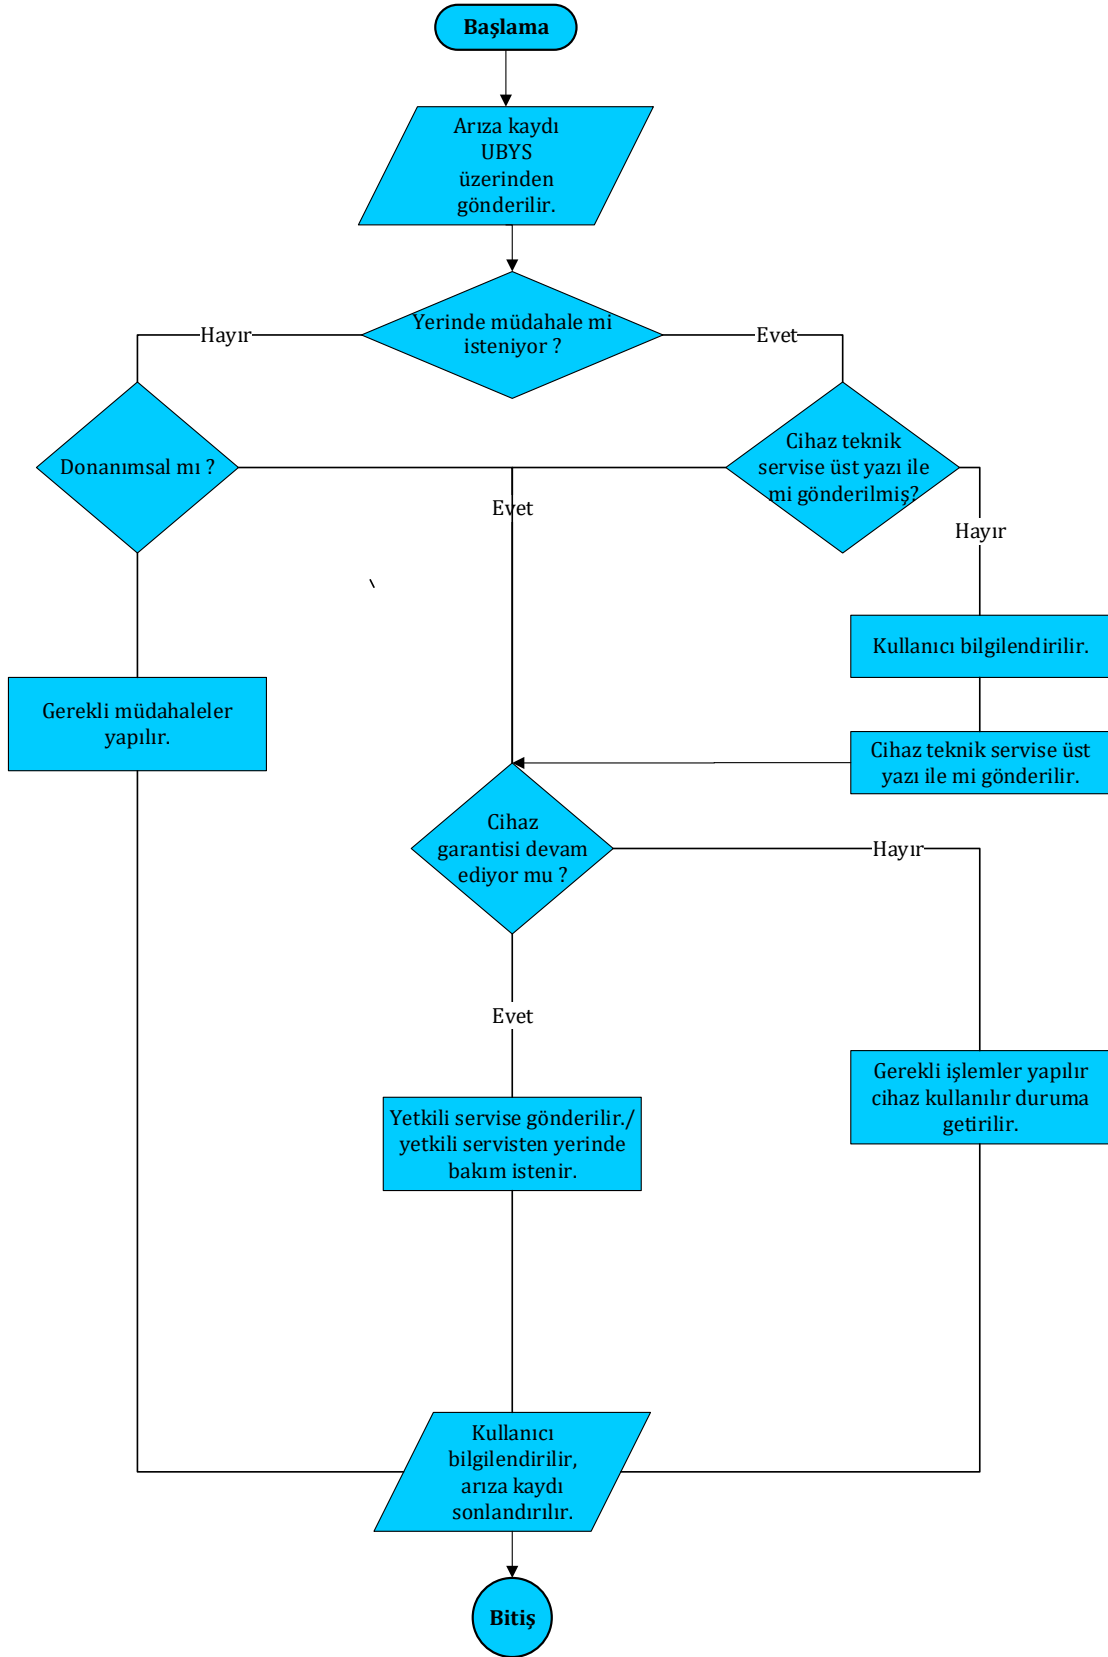 Başlama
Arıza kaydı
UBYS
üzerinden
gönderilir.
Yerinde müdahale mi
isteniyor ?
Hayır
Evet
Donanımsal mı ?
Cihaz teknik
servise üst yazı ile
mi gönderilmiş?
Evet
Hayır
Kullanıcı bilgilendirilir.
Gerekli müdahaleler
yapılır.
Cihaz teknik servise üst
yazı ile mi gönderilir.
Cihaz
garantisi devam
ediyor mu ?
Hayır
Evet
Gerekli işlemler yapılır
cihaz kullanılır duruma
getirilir.
Yetkili servise gönderilir./
yetkili servisten yerinde
bakım istenir.
Kullanıcı
bilgilendirilir,
arıza kaydı
sonlandırılır.
Bitiş